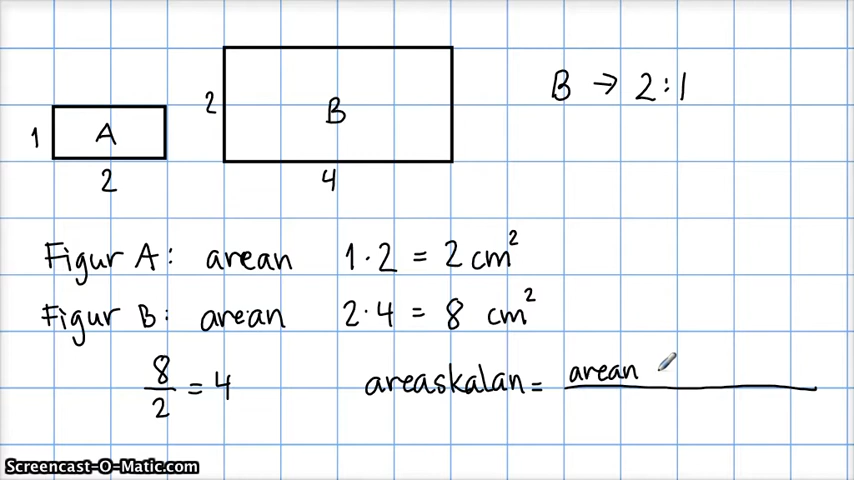 B → 2:1
2
B
1
A
2
4
Figur A: arean 1·2 = 2 cm²
Figur B: arean 2·4 = 8 cm²
8/2 = 4
areaskalan = arean
Screencast-O-Matic.com